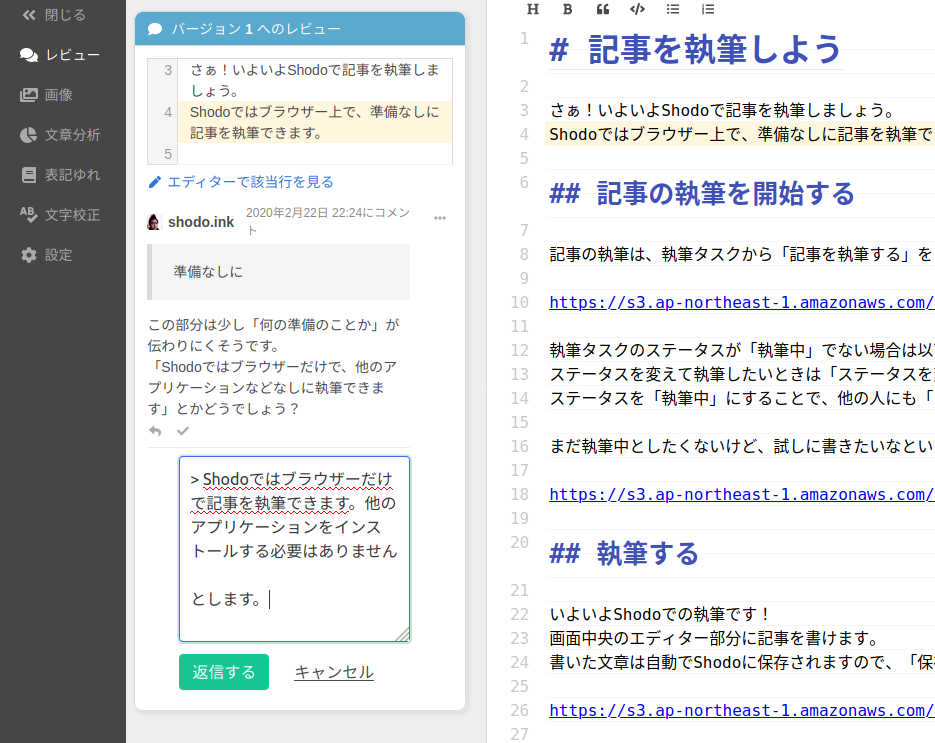 閉じる
レビュー
画像
文章分析
表記ゆれ
文字校正
設定
バージョン 1 へのレビュー
3 さぁ！いよいよShodoで記事を執筆しま
しょう。
4 Shodoではブラウザー上で、準備なしに
記事を執筆できます。
5
エディターで該当行を見る
shodo.ink 2020年2月22日 22:24にコメン
ト
準備なしに
この部分は少し「何の準備のことか」が
伝わりにくそうです。
「Shodoではブラウザーだけで、他のア
プリケーションなどなしに執筆できま
す」とかどうでしょう？
> Shodoではブラウザーだけ
で記事を執筆できます。他の
アプリケーションをインス
トールする必要はありません
とします。
返信する キャンセル
H B
1 # 記事を執筆しよう
2
3 さぁ！いよいよShodoで記事を執筆しましょう。
4 Shodoではブラウザー上で、準備なしに記事を執筆で
5
6 ## 記事の執筆を開始する
7
8 記事の執筆は、執筆タスクから「記事を執筆する」を
9
10 https://s3.ap-northeast-1.amazonaws.com/
11
12 執筆タスクのステータスが「執筆中」でない場合は以
13 ステータスを変えて執筆したいときは「ステータスを
14 ステータスを「執筆中」にすることで、他の人にも「
15
16 まだ執筆中としたくないけど、試しに書きたいなとい
17
18 https://s3.ap-northeast-1.amazonaws.com/
19
20 ## 執筆する
21
22 いよいよShodoでの執筆です！
23 画面中央のエディター部分に記事を書けます。
24 書いた文章は自動でShodoに保存されますので、「保
25
26 https://s3.ap-northeast-1.amazonaws.com/
27